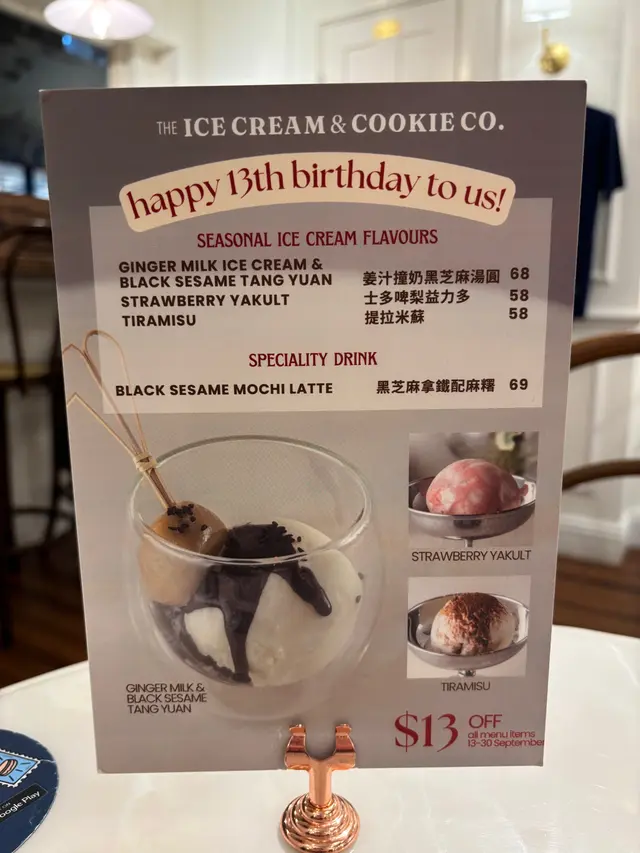 THE ICE CREAM & COOKIE CO.
happy 13th birthday to us!
SEASONAL ICE CREAM FLAVOURS
GINGER MILK ICE CREAM &
BLACK SESAME TANG YUAN 薑汁撞奶黑芝麻湯圓 68
STRAWBERRY YAKULT 士多啤梨益力多 58
TIRAMISU 提拉米蘇 58
SPECIALITY DRINK
BLACK SESAME MOCHI LATTE 黑芝麻拿鐵配麻糬 69
STRAWBERRY YAKULT
TIRAMISU
GINGER MILK &
BLACK SESAME
TANG YUAN
$13 OFF
all menu items
13-30 September
Google Play